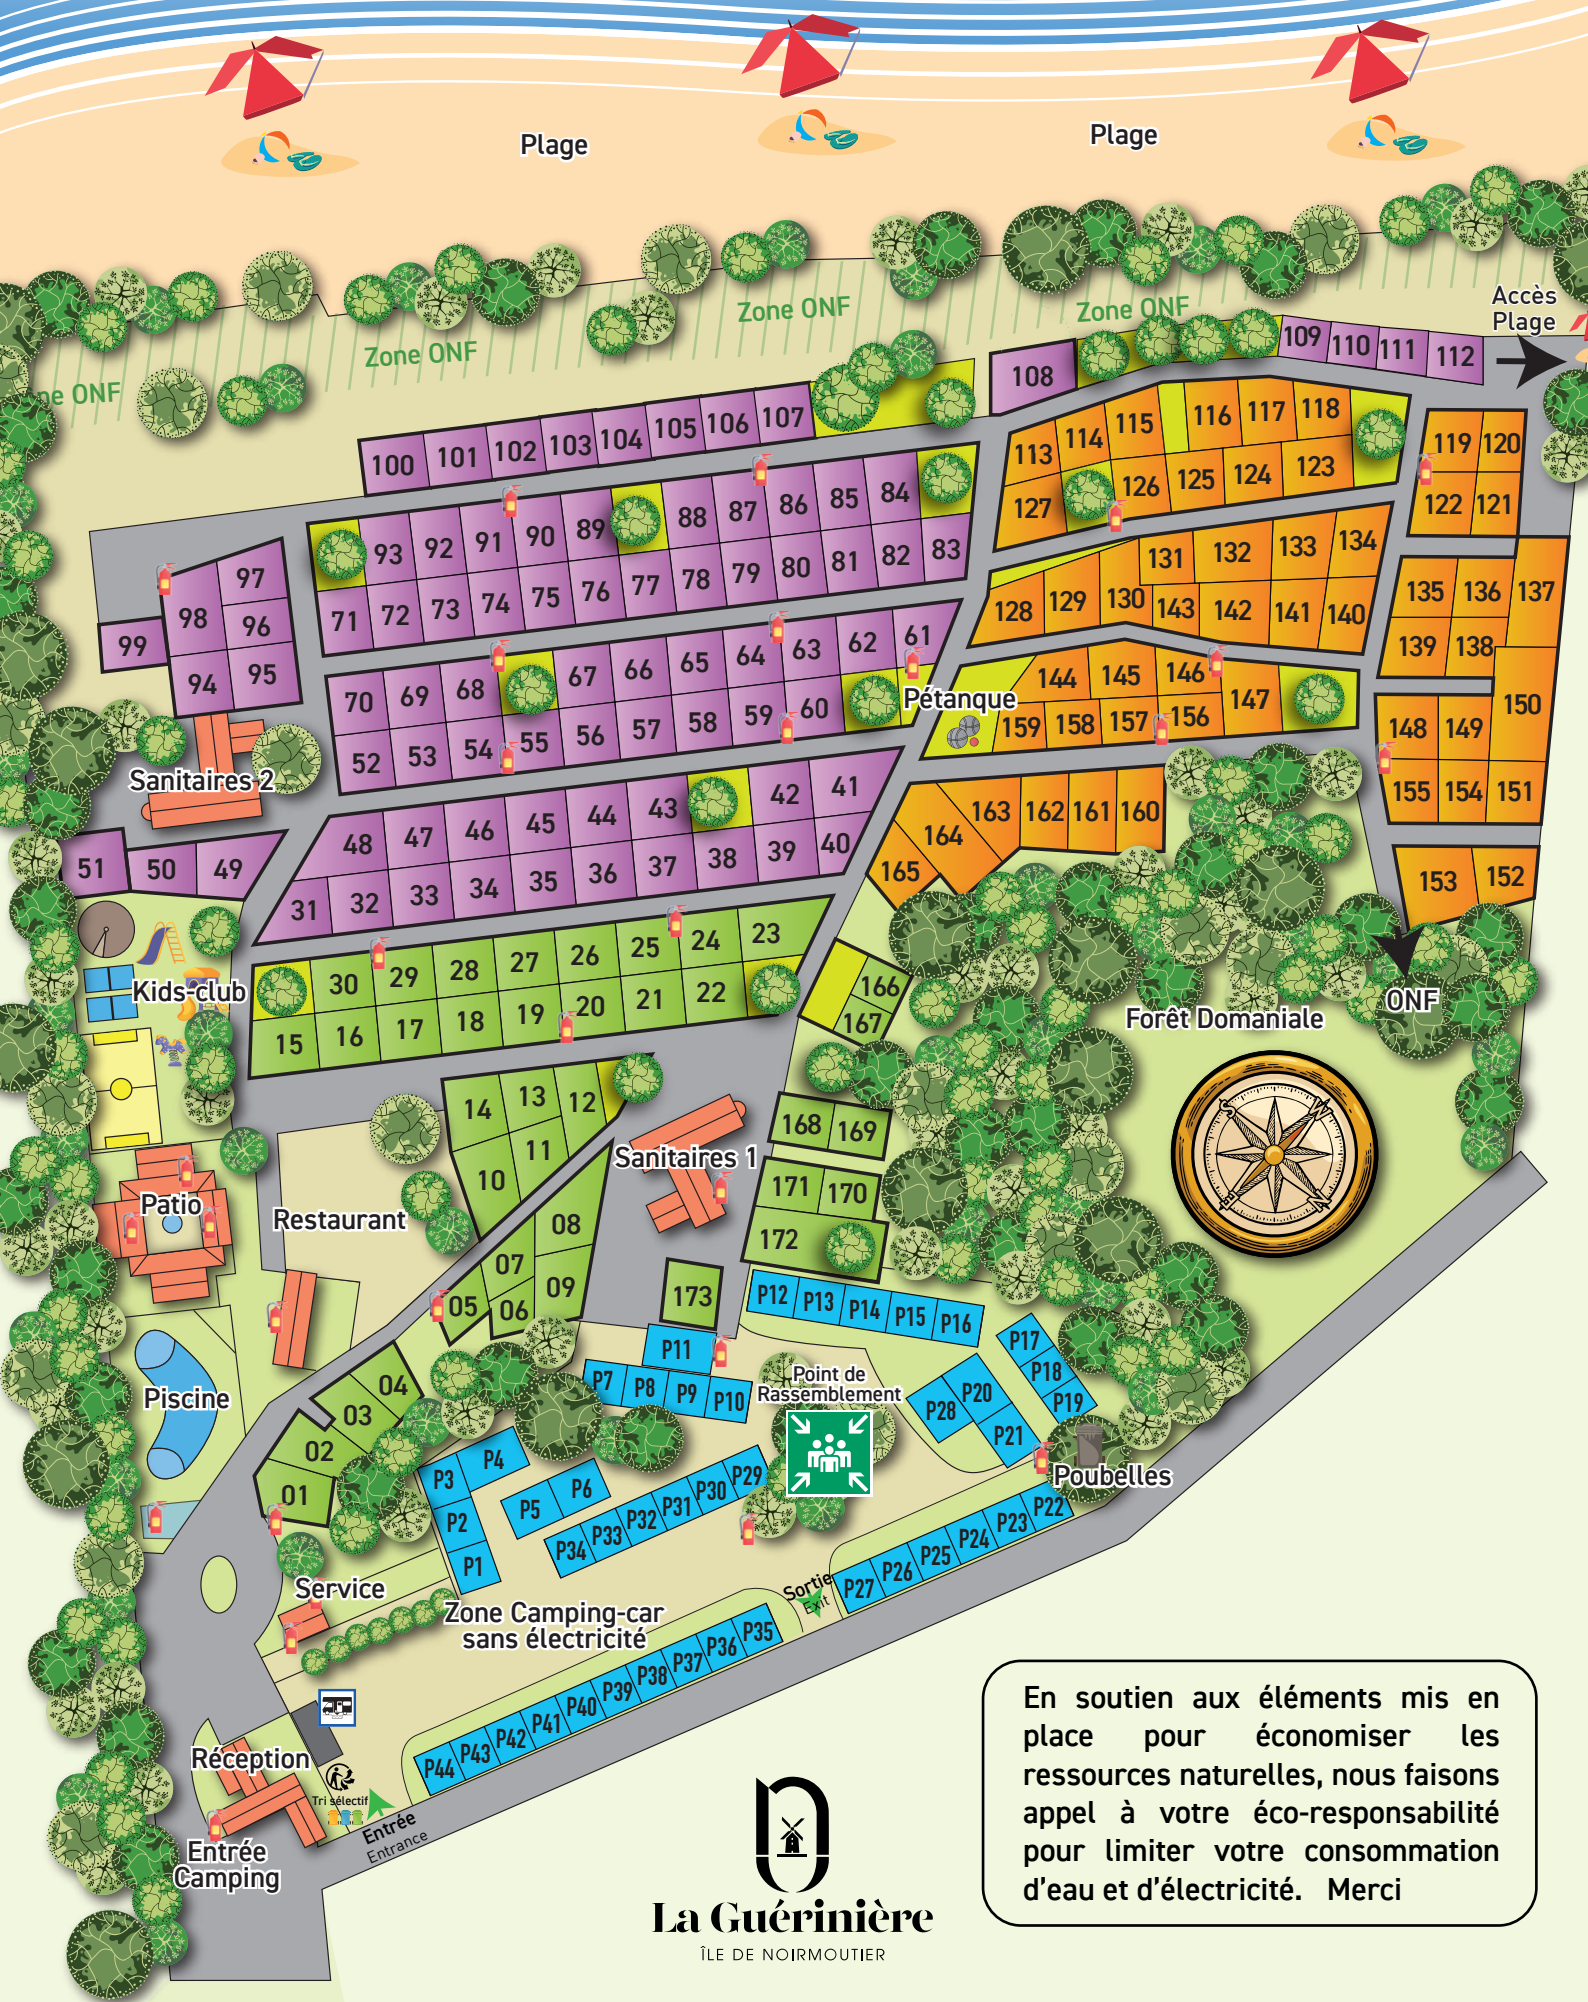 Plage
Plage
Accès
Plage
Zone ONF
Zone ONF
Zone ONF
ne ONF
109 110 111 112
108
100 101 102 103 104 105 106 107
113 114 115 116 117 118
127 126 125 124 123
119 120
122 121
93 92 91 90 89 88 87 86 85 84
71 72 73 74 75 76 77 78 79 80 81 82 83
131 132 133 134
128 129 130 143 142 141 140
135 136 137
139 138
97
98 96
99
94 95
70 69 68 67 66 65 64 63 62 61
52 53 54 55 56 57 58 59 60
Pétanque
144 145 146 147
159 158 157 156
148 149 150
155 154 151
Sanitaires 2
48 47 46 45 44 43 42 41
31 32 33 34 35 36 37 38 39 40
51 50 49
165 164 163 162 161 160
153 152
30 29 28 27 26 25 24 23
15 16 17 18 19 20 21 22
Kids-club
166
167
ONF
Forêt Domaniale
S W
E N
14 13 12
10 11
Sanitaires 1
168 169
171 170
172
Patio
Restaurant
08
07
05 06 09
173
P12 P13 P14 P15 P16
P11
P7 P8 P9 P10
P17
P18
P19
P20
P28
P21
Point de
Rassemblement
Piscine
04
03
02
01
P3 P4
P2
P1
P5 P6
P34 P33 P32 P31 P30 P29
Poubelles
P27 P26 P25 P24 P23 P22
Sortie
Exit
Service
Zone Camping-car
sans électricité
P44 P43 P42 P41 P40 P39 P38 P37 P36 P35
Réception
Tri sélectif
Entrée
Entrance
Entrée
Camping
La Guérinière
ÎLE DE NOIRMOUTIER
En soutien aux éléments mis en
place pour économiser les
ressources naturelles, nous faisons
appel à votre éco-responsabilité
pour limiter votre consommation
d'eau et d'électricité. Merci